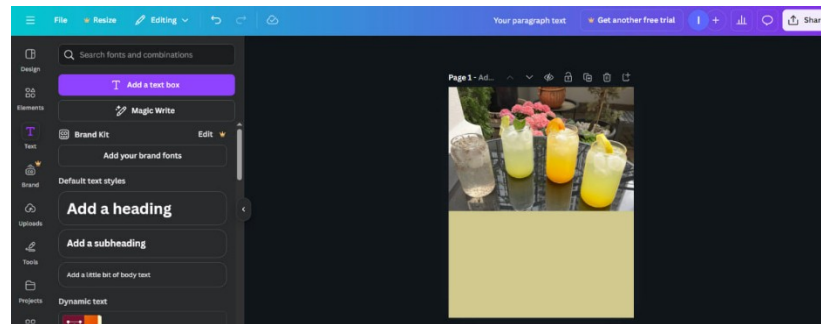 File Resize Editing Your paragraph text Get another free trial I + Shar
Design
Search fonts and combinations
Add a text box
Elements
Magic Write
Text
Brand Kit Edit
Add your brand fonts
Brand
Default text styles
Add a heading
Uploads
Add a subheading
Tools
Add a little bit of body text
Projects
Dynamic text
Page 1 - Ad...